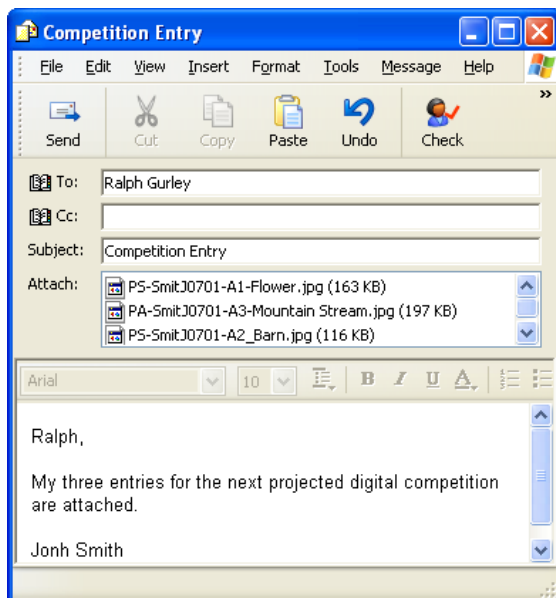 Competition Entry
File Edit View Insert Format Tools Message Help
Send Cut Copy Paste Undo Check »
To: Ralph Gurley
Cc:
Subject: Competition Entry
Attach: PS-SmitJ0701-A1-Flower.jpg (163 KB)
PA-SmitJ0701-A3-Mountain Stream.jpg (197 KB)
PS-SmitJ0701-A2_Barn.jpg (116 KB)
Arial 10 B I U A
Ralph,
My three entries for the next projected digital competition
are attached.
Jonh Smith